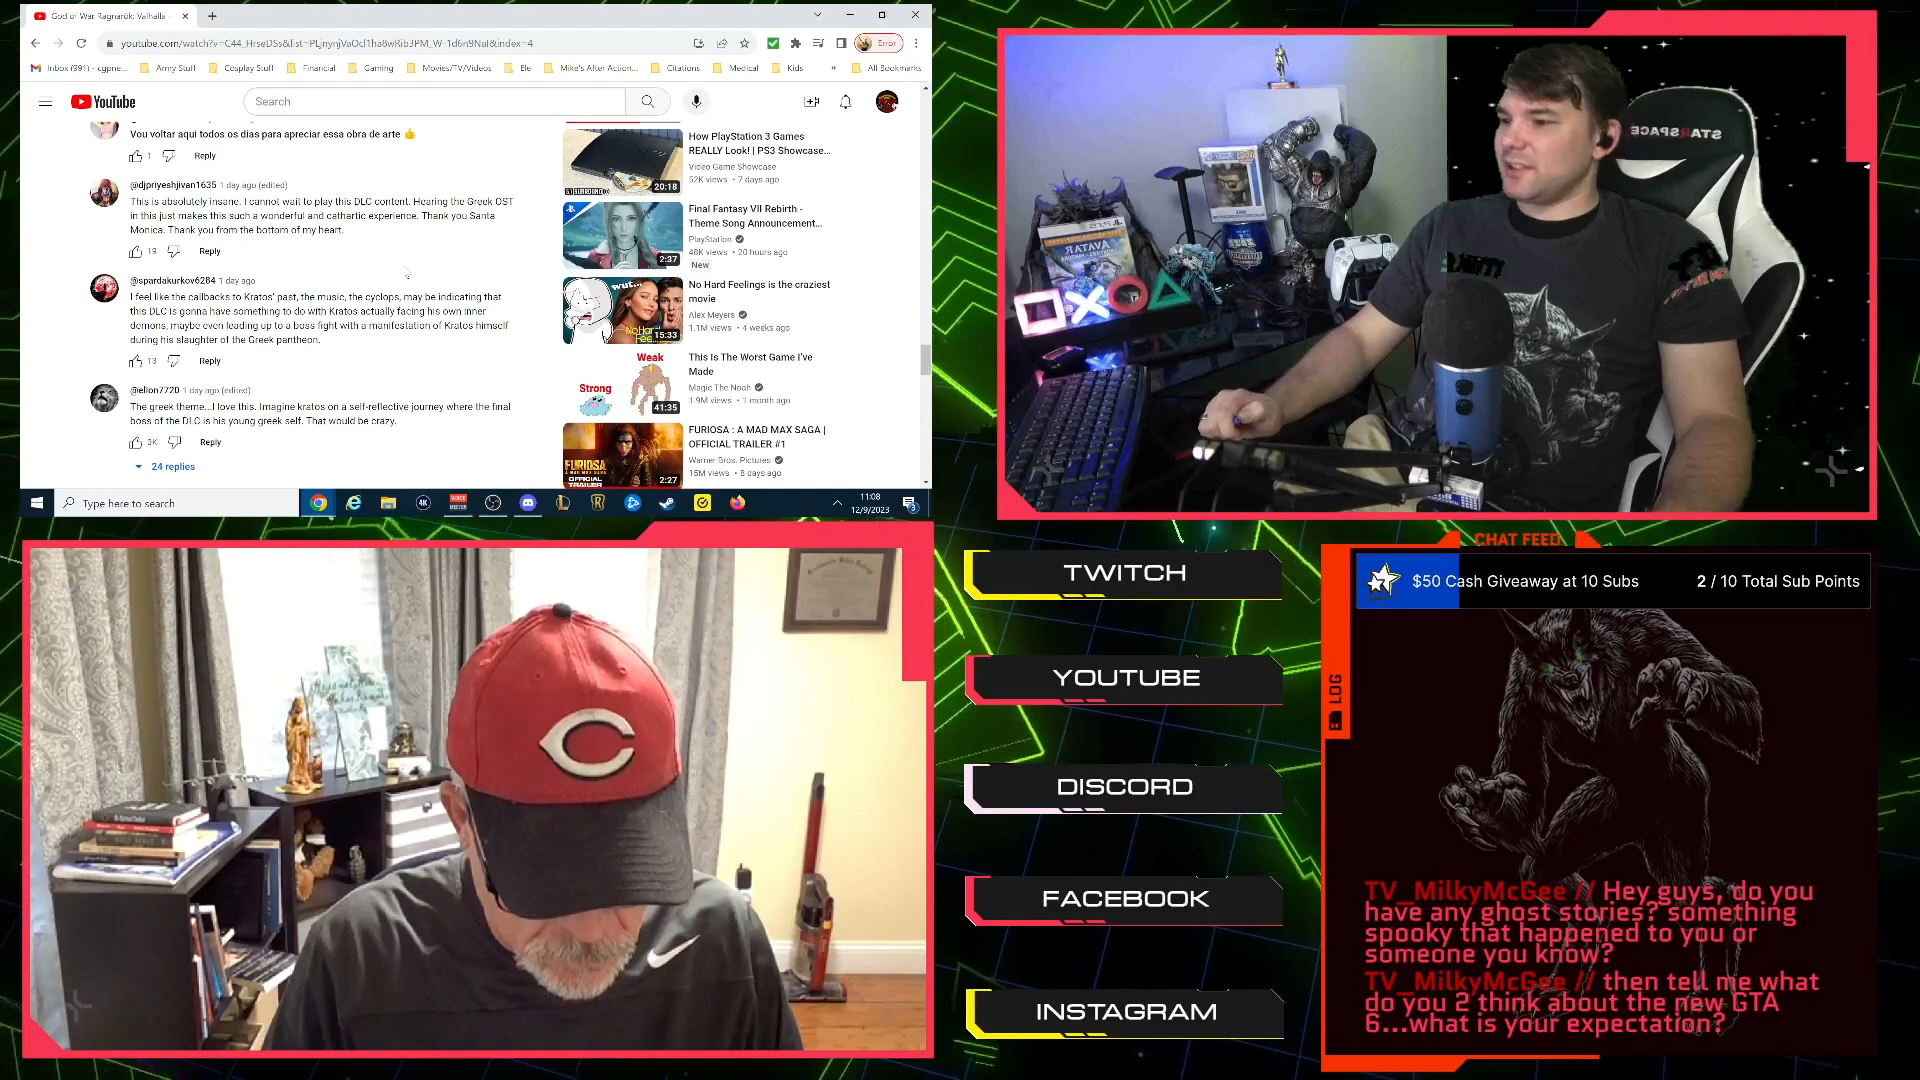 God of War Ragnarök: Valhalla -
youtube.com/watch?v=C44_HrseDSs&list=PLjnynjVaOcl1ha8wRib3PM_W-1d6n9NaI&index=4
Error
Inbox (991) - cgpne...
Army Stuff
Cosplay Stuff
Financial
Gaming
Movies/TV/Videos
Ele
Mike's After Action...
Citations
Medical
Kids
»
All Bookmarks
YouTube
Search
Vou voltar aqui todos os dias para apreciar essa obra de arte 👍
1
Reply
@djpriyeshjivan1635 1 day ago (edited)
This is absolutely insane. I cannot wait to play this DLC content. Hearing the Greek OST
in this just makes this such a wonderful and cathartic experience. Thank you Santa
Monica. Thank you from the bottom of my heart.
19
Reply
@spardakurkov6284 1 day ago
I feel like the callbacks to Kratos' past, the music, the cyclops, may be indicating that
this DLC is gonna have something to do with Kratos actually facing his own inner
demons, maybe even leading up to a boss fight with a manifestation of Kratos himself
during his slaughter of the Greek pantheon.
13
Reply
@elion7720 1 day ago (edited)
The greek theme...I love this. Imagine kratos on a self-reflective journey where the final
boss of the DLC is his young greek self. That would be crazy.
3K
Reply
24 replies
20:18
How PlayStation 3 Games
REALLY Look! | PS3 Showcase...
Video Game Showcase
52K views • 7 days ago
2:37
Final Fantasy VII Rebirth -
Theme Song Announcement...
PlayStation
48K views • 20 hours ago
New
wut...
15:33
No Hard Feelings is the craziest
movie
Alex Meyers
1.1M views • 4 weeks ago
Weak
Strong
41:35
This Is The Worst Game I've
Made
Magic The Noah
1.9M views • 1 month ago
FURIOSA
2:27
FURIOSA : A MAD MAX SAGA |
OFFICIAL TRAILER #1
Warner Bros. Pictures
15M views • 8 days ago
Type here to search
4K
VOICE
MEETER
11:08
12/9/2023
3
STARSPACE
AVATAR
C
TWITCH
YOUTUBE
DISCORD
FACEBOOK
INSTAGRAM
CHAT FEED
LOG
$50 Cash Giveaway at 10 Subs
2 / 10 Total Sub Points
TV_MilkyMcGee // Hey guys, do you
have any ghost stories? something
spooky that happened to you or
someone you know?
TV_MilkyMcGee // then tell me what
do you 2 think about the new GTA
6...what is your expectation?